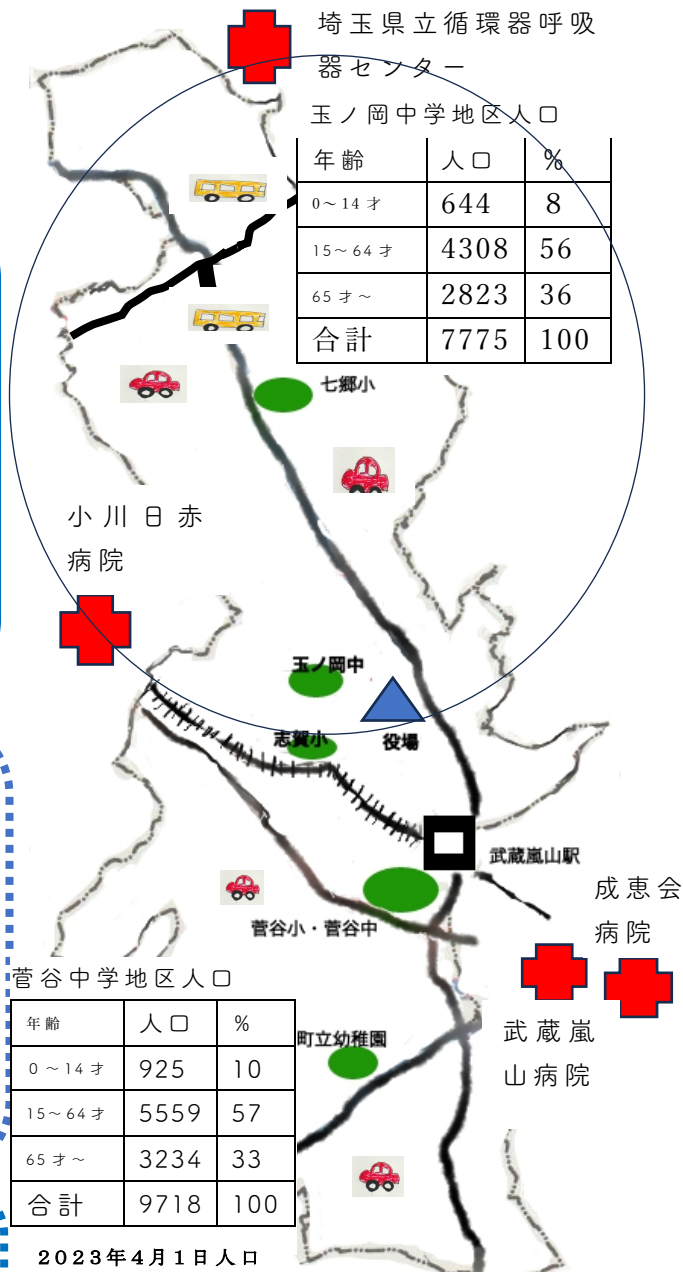 埼玉県立循環器呼吸
器センター
玉ノ岡中学地区人口
年齢 人口 %
0～14才 644 8
15～64才 4308 56
65才～ 2823 36
合計 7775 100
七郷小
小川日赤
病院
玉ノ岡中
志賀小 役場
武蔵嵐山駅
成恵会
病院
菅谷小・菅谷中
武蔵嵐
山病院
菅谷中学地区人口
年齢 人口 %
0～14才 925 10
15～64才 5559 57
65才～ 3234 33
合計 9718 100
町立幼稚園
2023年4月1日人口